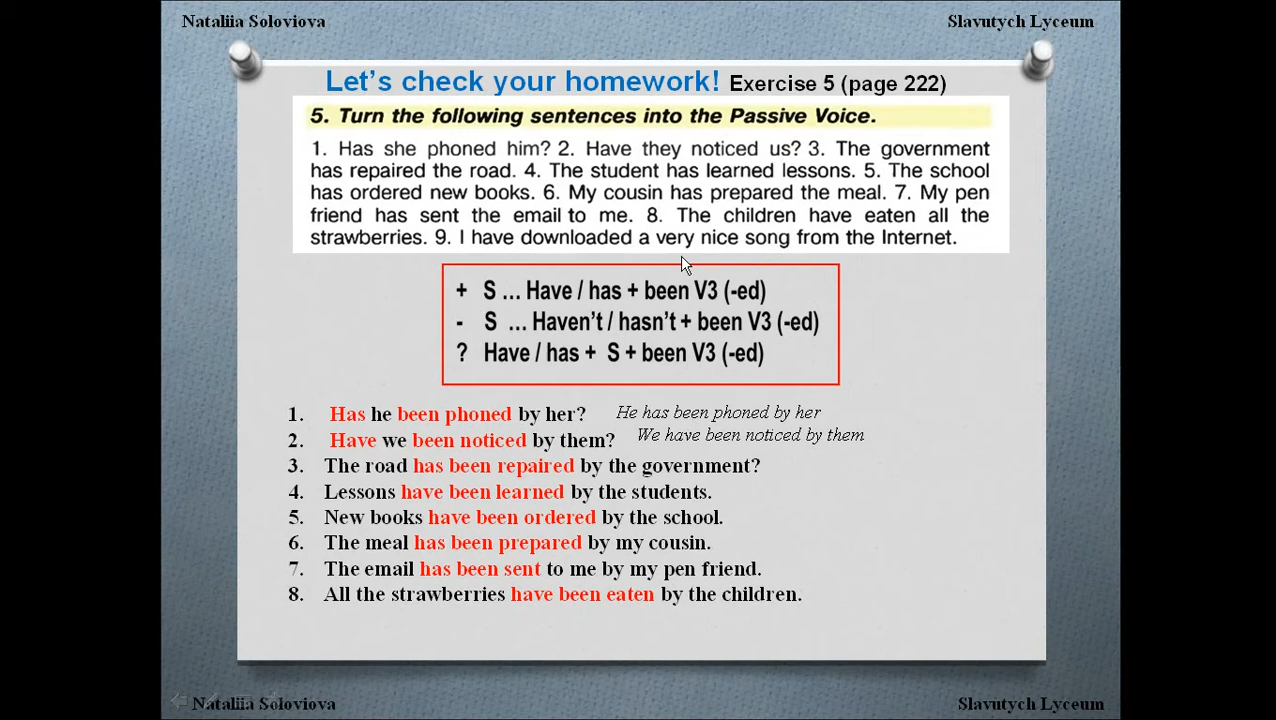 Nataliia Soloviova
Slavutych Lyceum
Let's check your homework! Exercise 5 (page 222)
5. Turn the following sentences into the Passive Voice.
1. Has she phoned him? 2. Have they noticed us? 3. The government
has repaired the road. 4. The student has learned lessons. 5. The school
has ordered new books. 6. My cousin has prepared the meal. 7. My pen
friend has sent the email to me. 8. The children have eaten all the
strawberries. 9. I have downloaded a very nice song from the Internet.
+ S ... Have / has + been V3 (-ed)
- S ... Haven't / hasn't + been V3 (-ed)
? Have / has + S + been V3 (-ed)
1. Has he been phoned by her? He has been phoned by her
2. Have we been noticed by them? We have been noticed by them
3. The road has been repaired by the government?
4. Lessons have been learned by the students.
5. New books have been ordered by the school.
6. The meal has been prepared by my cousin.
7. The email has been sent to me by my pen friend.
8. All the strawberries have been eaten by the children.
Nataliia Soloviova
Slavutych Lyceum